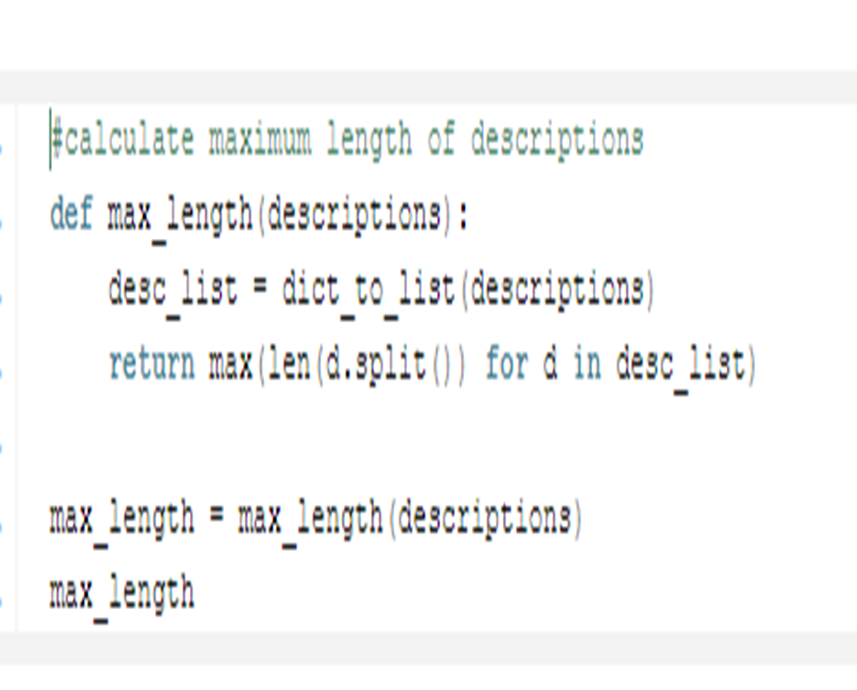 #calculate maximum length of descriptions
def max_length(descriptions):
    desc_list = dict_to_list(descriptions)
    return max(len(d.split()) for d in desc_list)
max_length = max_length(descriptions)
max_length